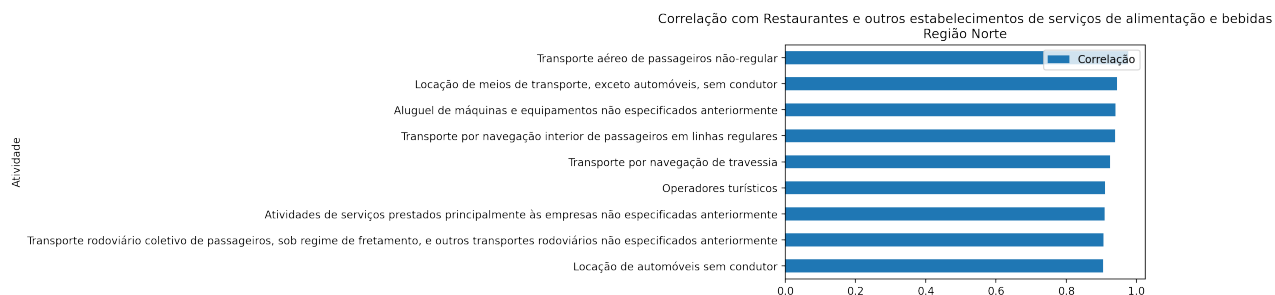 Correlação com Restaurantes e outros estabelecimentos de serviços de alimentação e bebidas
Região Norte
Atividade
Transporte aéreo de passageiros não-regular
Locação de meios de transporte, exceto automóveis, sem condutor
Aluguel de máquinas e equipamentos não especificados anteriormente
Transporte por navegação interior de passageiros em linhas regulares
Transporte por navegação de travessia
Operadores turísticos
Atividades de serviços prestados principalmente às empresas não especificadas anteriormente
Transporte rodoviário coletivo de passageiros, sob regime de fretamento, e outros transportes rodoviários não especificados anteriormente
Locação de automóveis sem condutor
Correlação
0.0 0.2 0.4 0.6 0.8 1.0